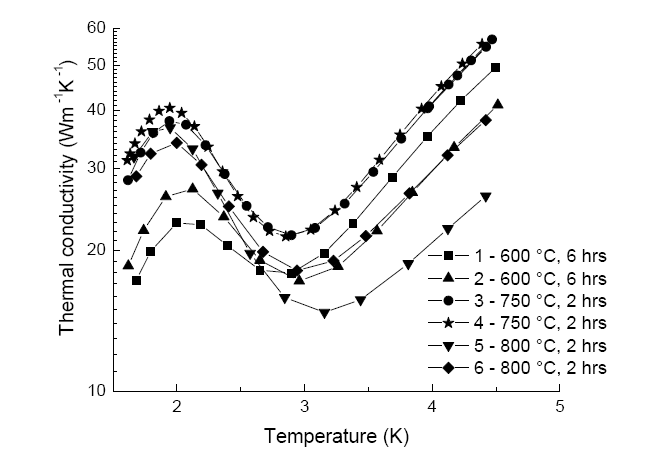 60
50
40
30
20
10
Thermal conductivity (Wm⁻¹K⁻¹)
1 - 600 °C, 6 hrs
2 - 600 °C, 6 hrs
3 - 750 °C, 2 hrs
4 - 750 °C, 2 hrs
5 - 800 °C, 2 hrs
6 - 800 °C, 2 hrs
2 3 4 5
Temperature (K)